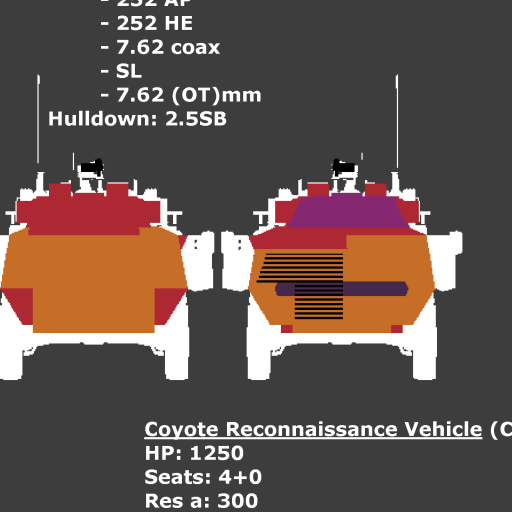 - 252 HE
- 7.62 coax
- SL
- 7.62 (OT)mm
Hulldown: 2.5SB
Coyote Reconnaissance Vehicle (C
HP: 1250
Seats: 4+0
Res a: 300